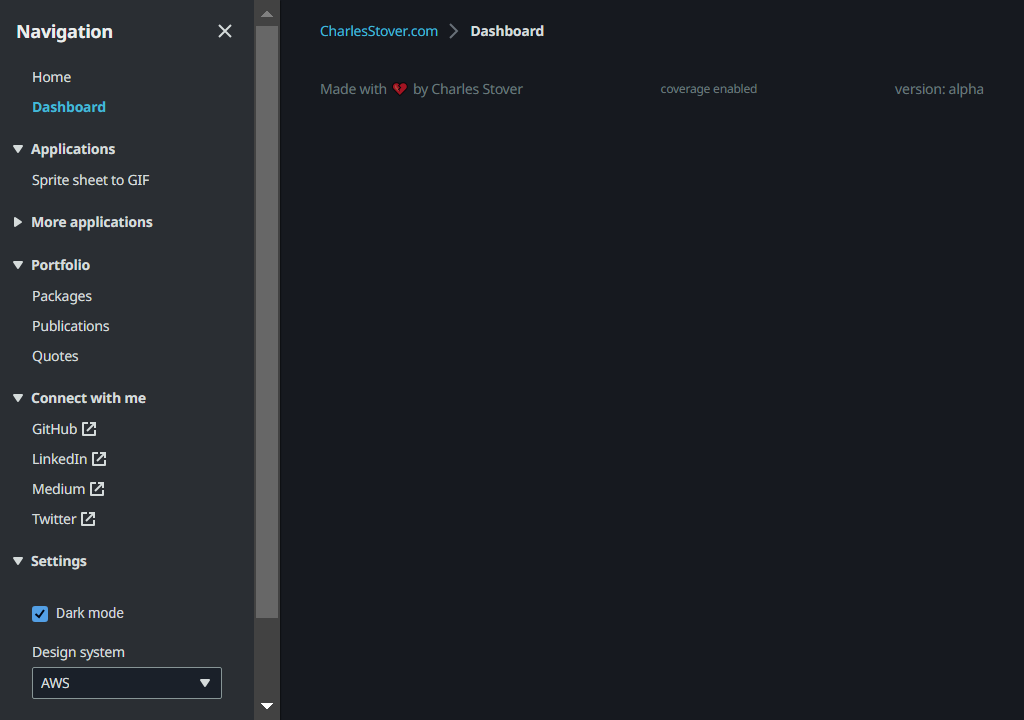 Navigation
Home
Dashboard
Applications
Sprite sheet to GIF
More applications
Portfolio
Packages
Publications
Quotes
Connect with me
GitHub
LinkedIn
Medium
Twitter
Settings
Dark mode
Design system
AWS
CharlesStover.com > Dashboard
Made with 💔 by Charles Stover
coverage enabled
version: alpha